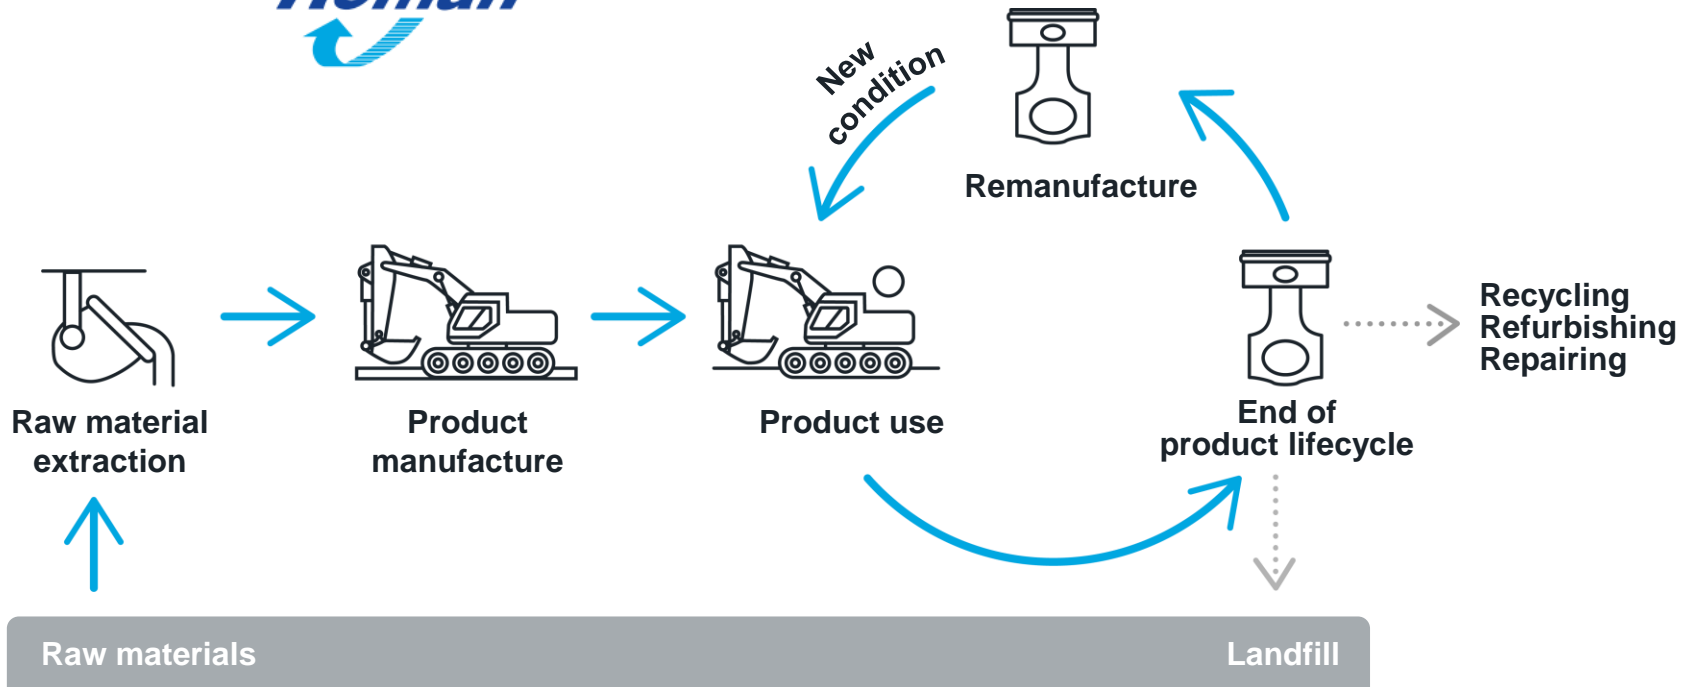 New
condition
Remanufacture
Recycling
Refurbishing
Repairing
Raw material
extraction
Product
manufacture
Product use
End of
product lifecycle
Raw materials
Landfill